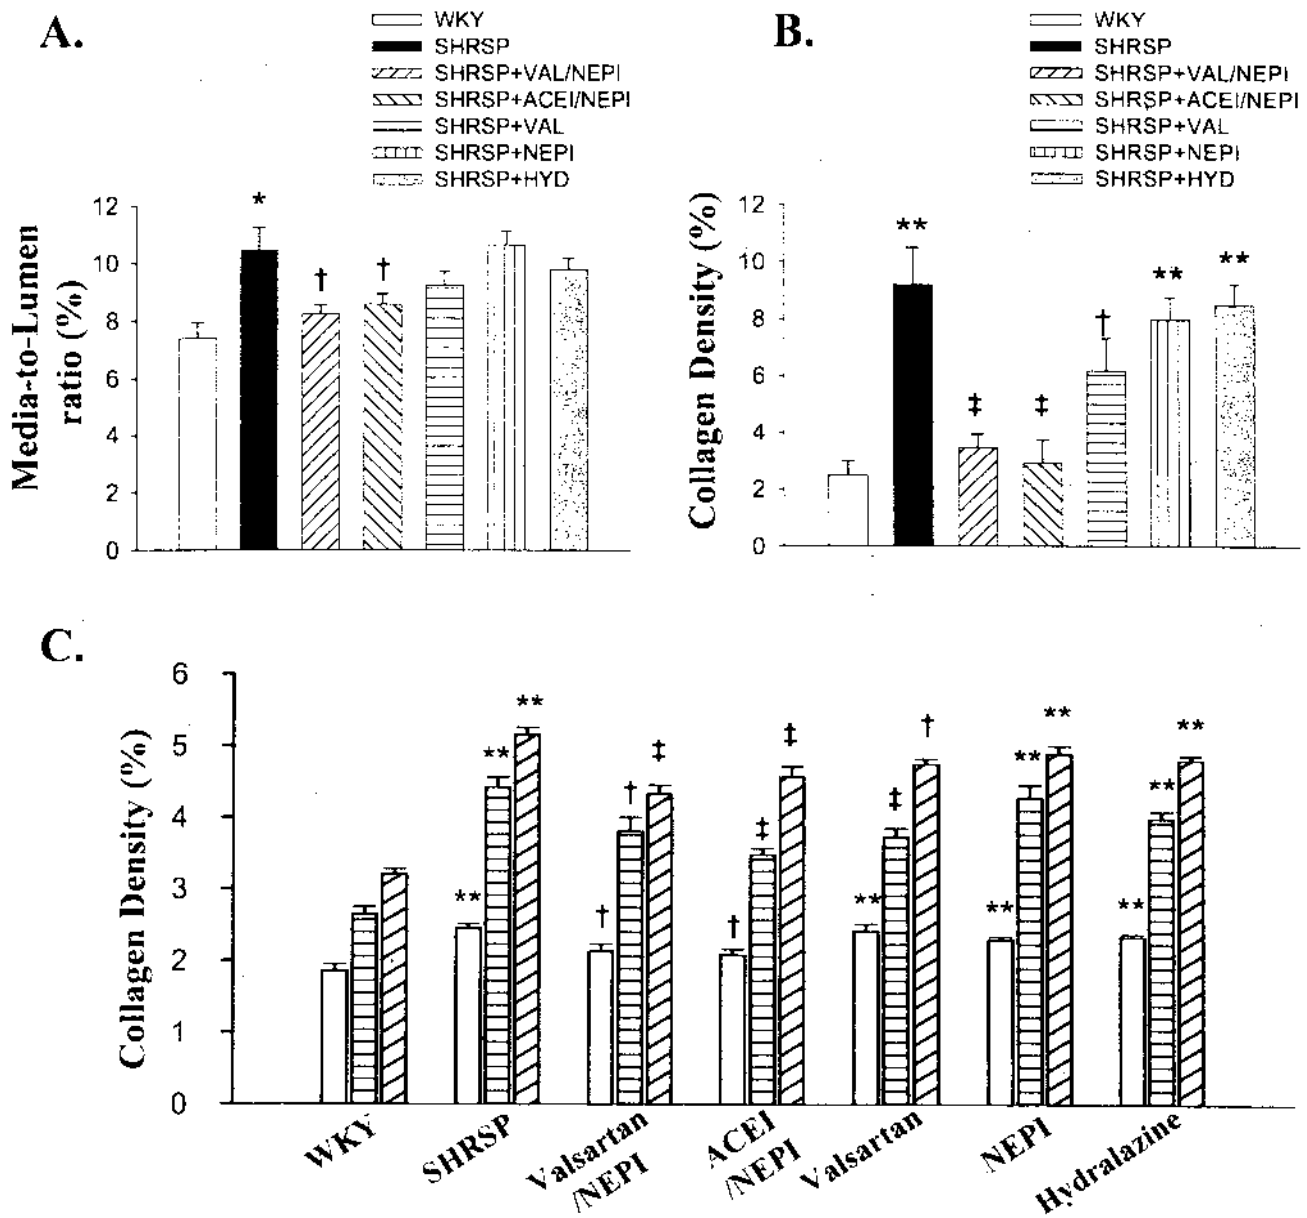 A.
WKY
SHRSP
SHRSP+VAL/NEPI
SHRSP+ACEI/NEPI
SHRSP+VAL
SHRSP+NEPI
SHRSP+HYD
Media-to-Lumen
ratio (%)
12
10
8
6
4
2
0
*
†
†
B.
WKY
SHRSP
SHRSP+VAL/NEPI
SHRSP+ACEI/NEPI
SHRSP+VAL
SHRSP+NEPI
SHRSP+HYD
Collagen Density (%)
12
10
8
6
4
2
0
**
‡
‡
†
**
**
C.
Collagen Density (%)
6
5
4
3
2
1
0
** ** **
† † ‡
† ‡ ‡
** ‡ †
** ** **
** ** **
WKY
SHRSP
Valsartan
/NEPI
ACEI
/NEPI
Valsartan
NEPI
Hydralazine